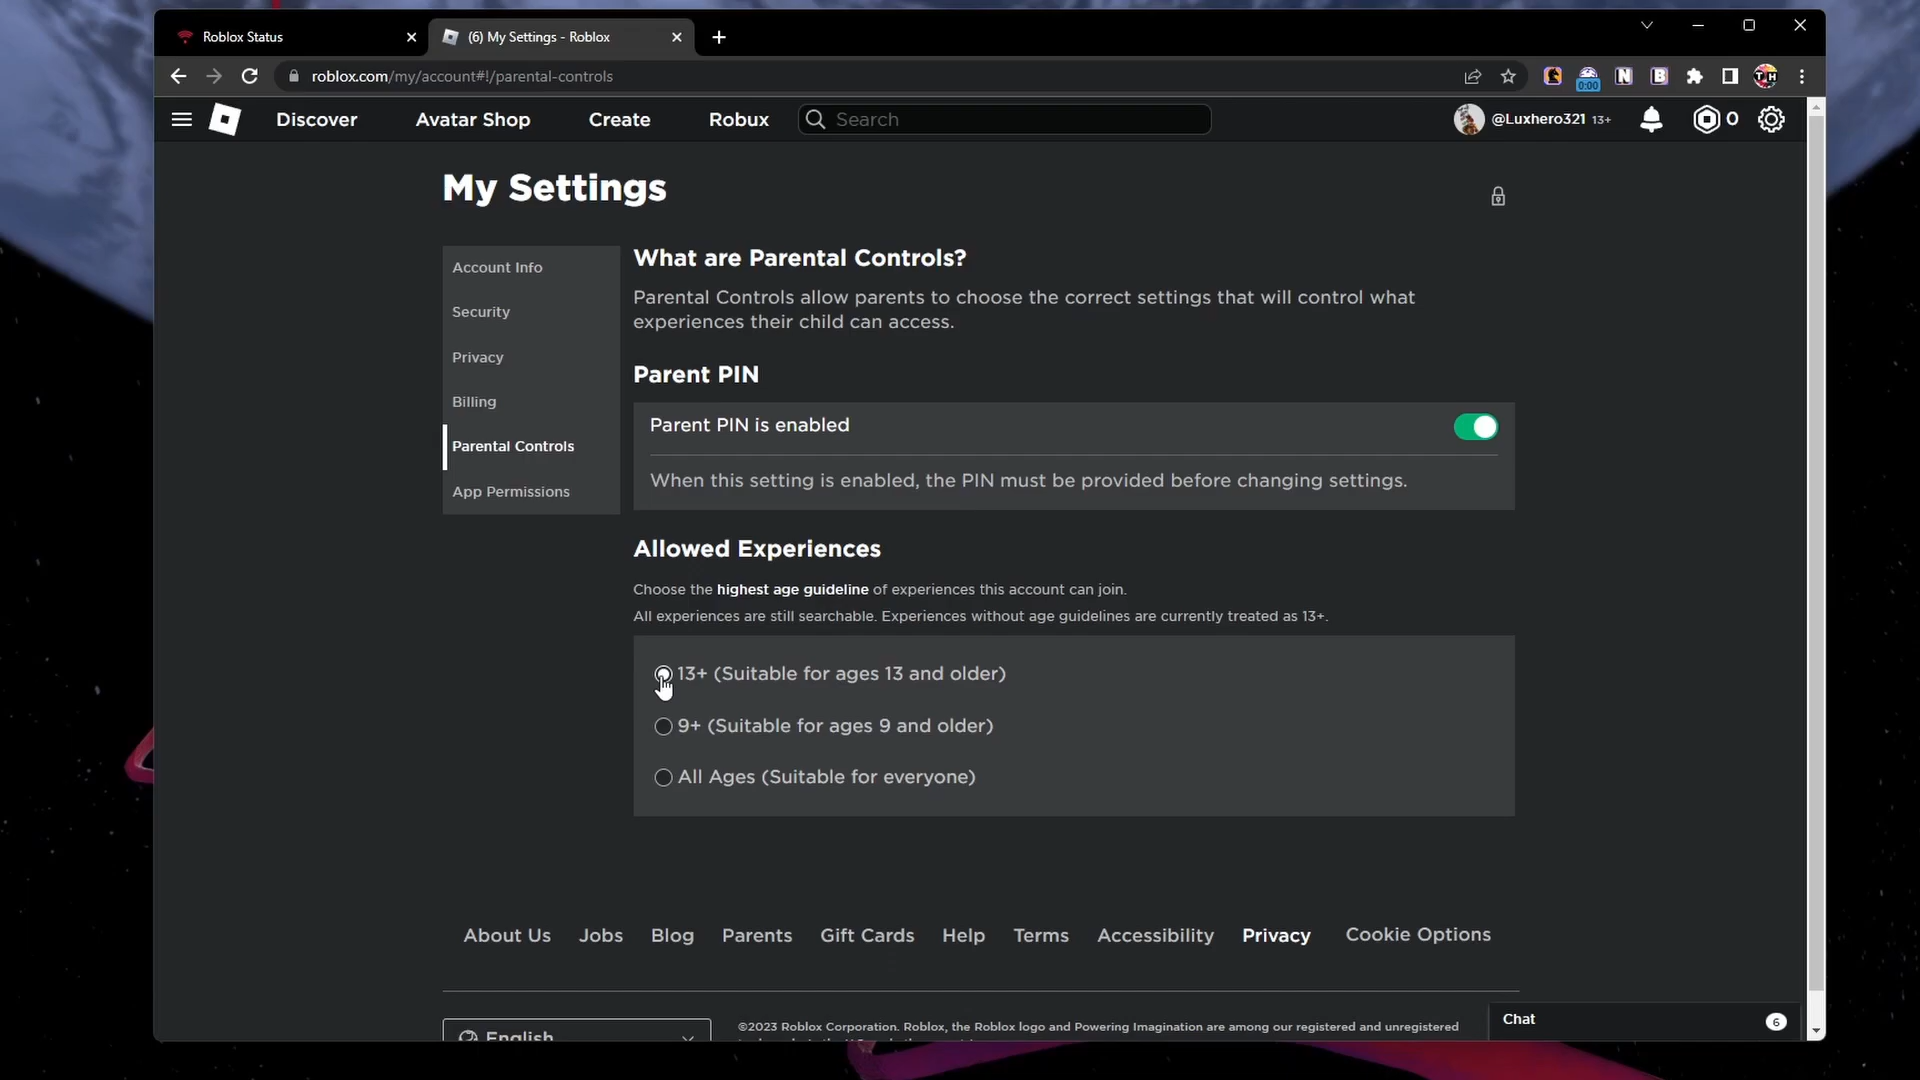 Roblox Status
(6) My Settings - Roblox
roblox.com/my/account#!/parental-controls
0:00
N
B
T H
Discover
Avatar Shop
Create
Robux
Search
@Luxhero321 13+
0
My Settings
Account Info
Security
Privacy
Billing
Parental Controls
App Permissions
What are Parental Controls?
Parental Controls allow parents to choose the correct settings that will control what
experiences their child can access.
Parent PIN
Parent PIN is enabled
When this setting is enabled, the PIN must be provided before changing settings.
Allowed Experiences
Choose the highest age guideline of experiences this account can join.
All experiences are still searchable. Experiences without age guidelines are currently treated as 13+.
13+ (Suitable for ages 13 and older)
9+ (Suitable for ages 9 and older)
All Ages (Suitable for everyone)
About Us
Jobs
Blog
Parents
Gift Cards
Help
Terms
Accessibility
Privacy
Cookie Options
English
©2023 Roblox Corporation. Roblox, the Roblox logo and Powering Imagination are among our registered and unregistered
Chat
6